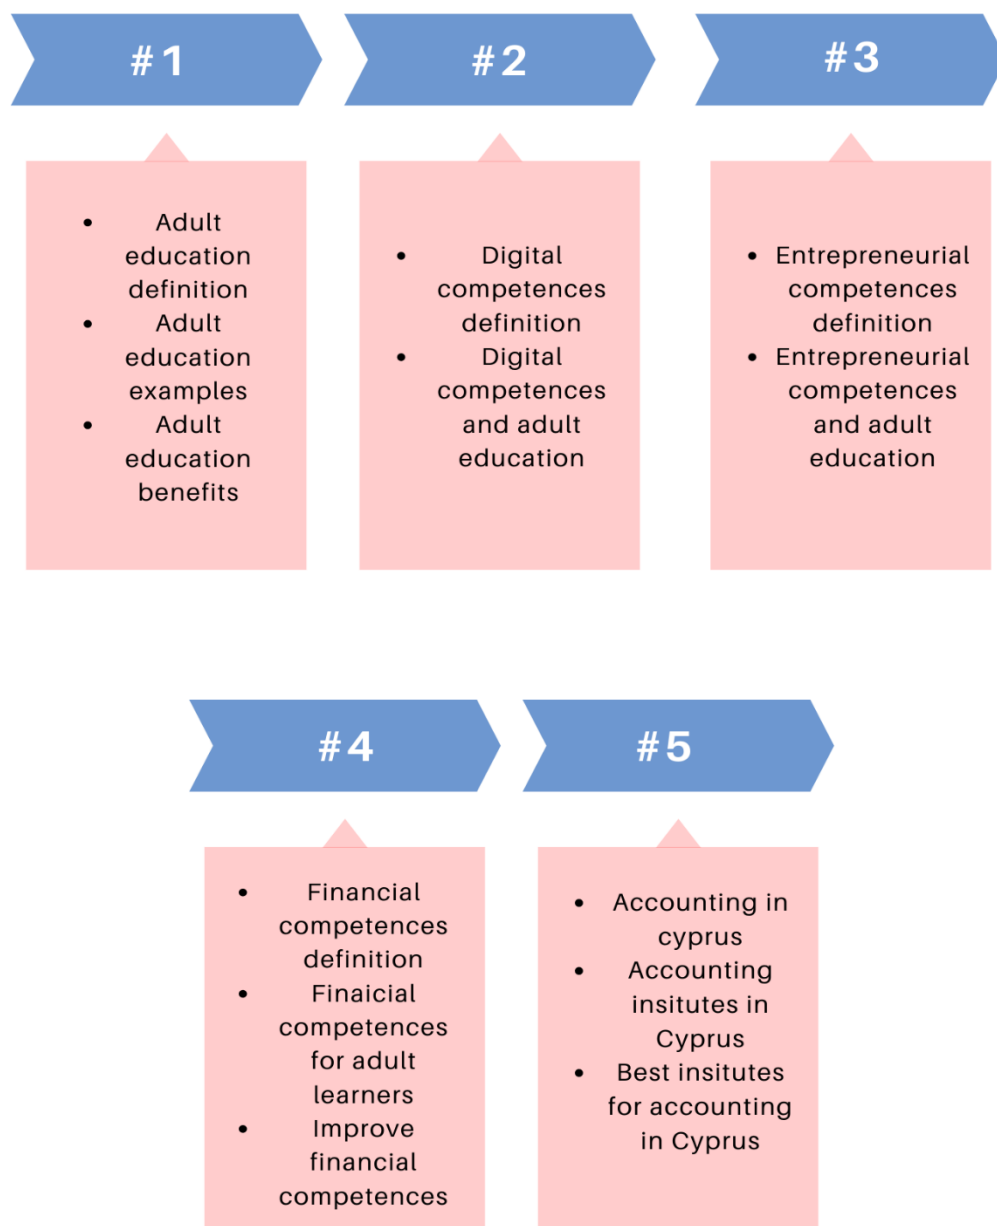 #1
• Adult
education
definition
• Adult
education
examples
• Adult
education
benefits
#2
• Digital
competences
definition
• Digital
competences
and adult
education
#3
• Entrepreneurial
competences
definition
• Entrepreneurial
competences
and adult
education
#4
• Financial
competences
definition
• Finaicial
competences
for adult
learners
• Improve
financial
competences
#5
• Accounting in
cyprus
• Accounting
insitutes in
Cyprus
• Best insitutes
for accounting
in Cyprus